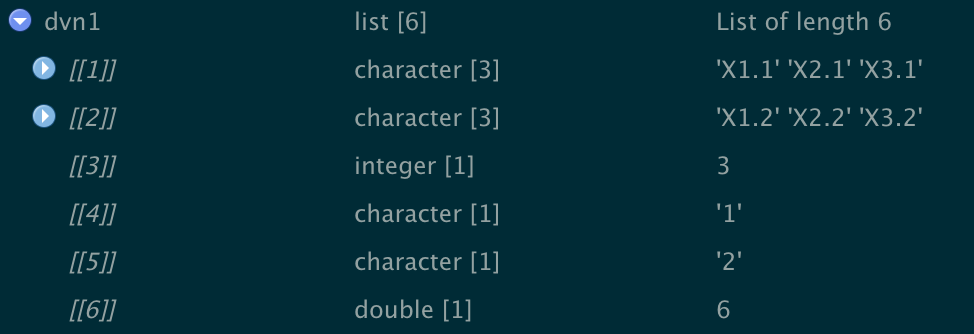 dvn1 list [6] List of length 6
[[1]] character [3] 'X1.1' 'X2.1' 'X3.1'
[[2]] character [3] 'X1.2' 'X2.2' 'X3.2'
[[3]] integer [1] 3
[[4]] character [1] '1'
[[5]] character [1] '2'
[[6]] double [1] 6